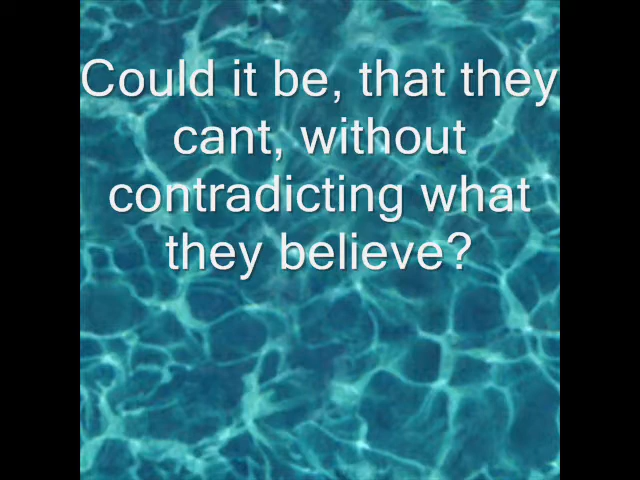 Could it be, that they
cant, without
contradicting what
they believe?